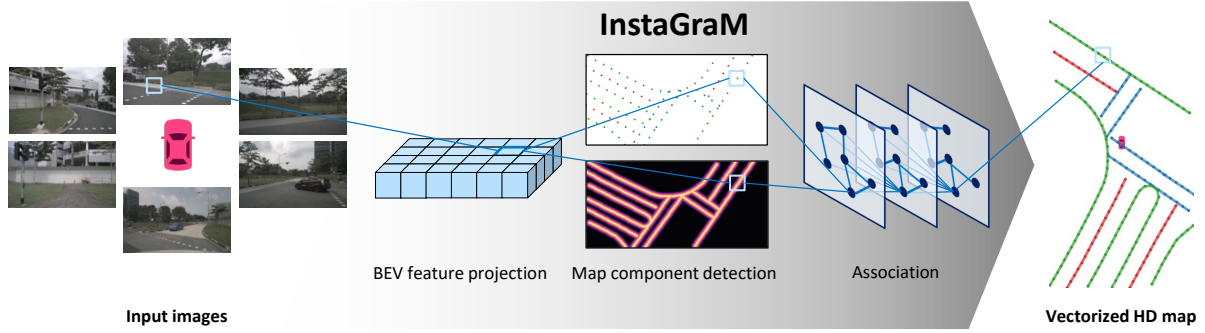 InstaGraM
BEV feature projection
Map component detection
Association
Input images
Vectorized HD map